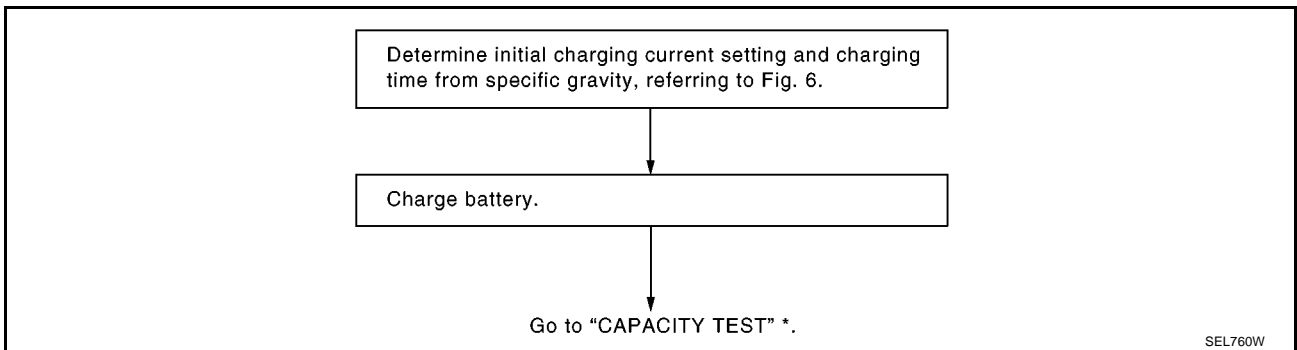 Determine initial charging current setting and charging
time from specific gravity, referring to Fig. 6.
Charge battery.
Go to “CAPACITY TEST” *.
SEL760W